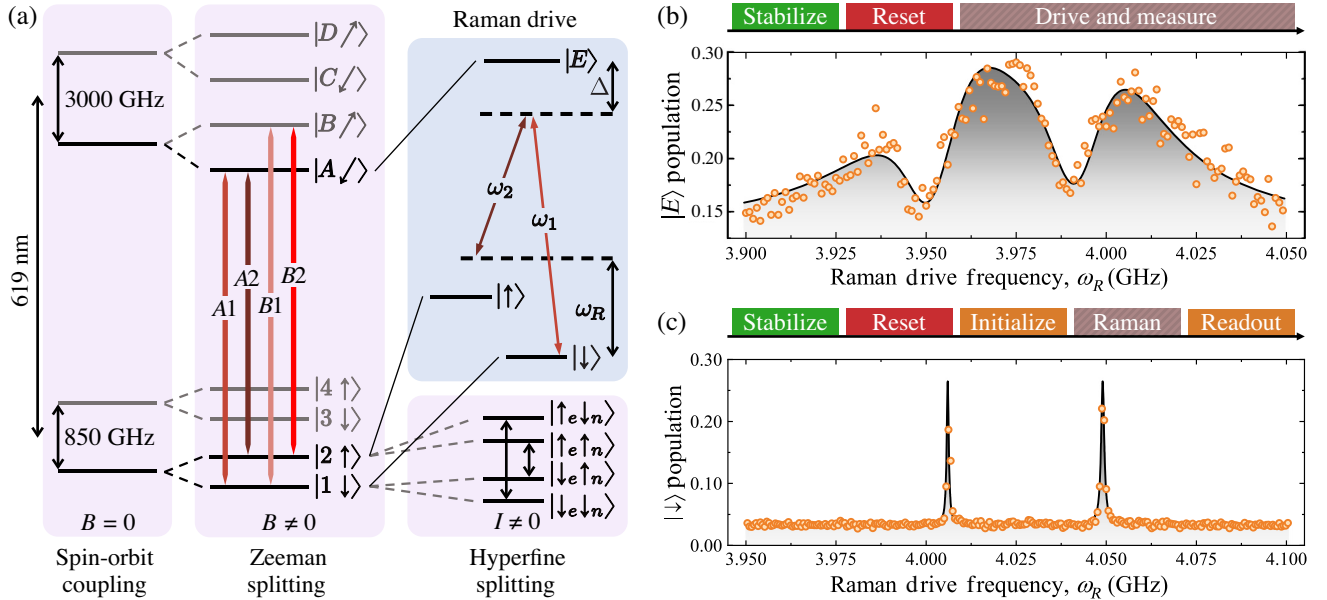 (a)
Raman drive
|D↗⟩
|C↙⟩
|B↗⟩
|A↙⟩
3000 GHz
619 nm
A1
A2
B1
B2
|4 ↑⟩
|3 ↓⟩
|2 ↑⟩
|1 ↓⟩
850 GHz
B = 0
B ≠ 0
I ≠ 0
Spin-orbit
coupling
Zeeman
splitting
Hyperfine
splitting
|E⟩
Δ
ω₂
ω₁
ω_R
|↑⟩
|↓⟩
|↑ₑ↓ₙ⟩
|↑ₑ↑ₙ⟩
|↓ₑ↑ₙ⟩
|↓ₑ↓ₙ⟩
(b)
Stabilize Reset Drive and measure
|E⟩ population
0.30
0.25
0.20
0.15
3.900 3.925 3.950 3.975 4.000 4.025 4.050
Raman drive frequency, ω_R (GHz)
(c)
Stabilize Reset Initialize Raman Readout
|↓⟩ population
0.30
0.20
0.10
0.00
3.950 3.975 4.000 4.025 4.050 4.075 4.100
Raman drive frequency, ω_R (GHz)